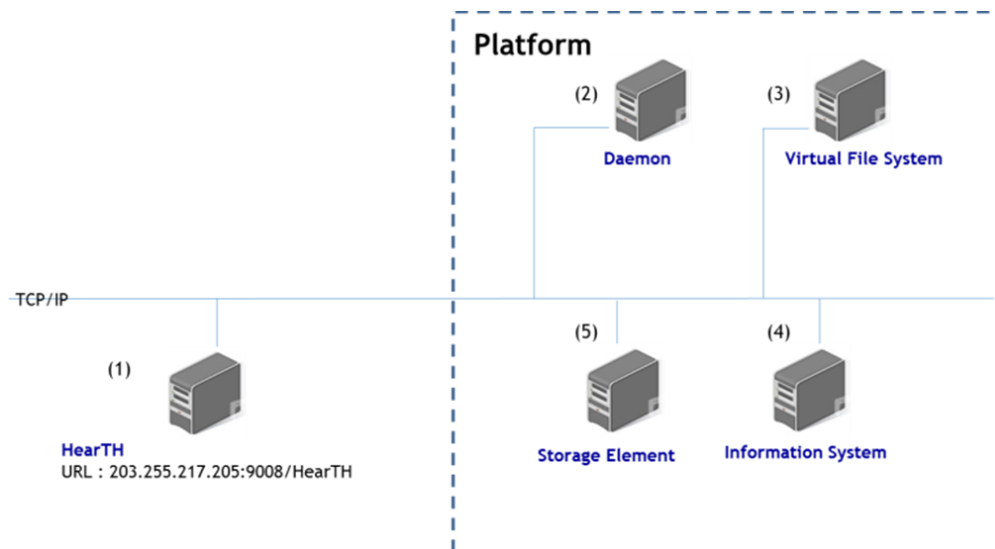 Platform
(2)
Daemon
(3)
Virtual File System
TCP/IP
(1)
HearTH
URL : 203.255.217.205:9008/HearTH
(5)
Storage Element
(4)
Information System